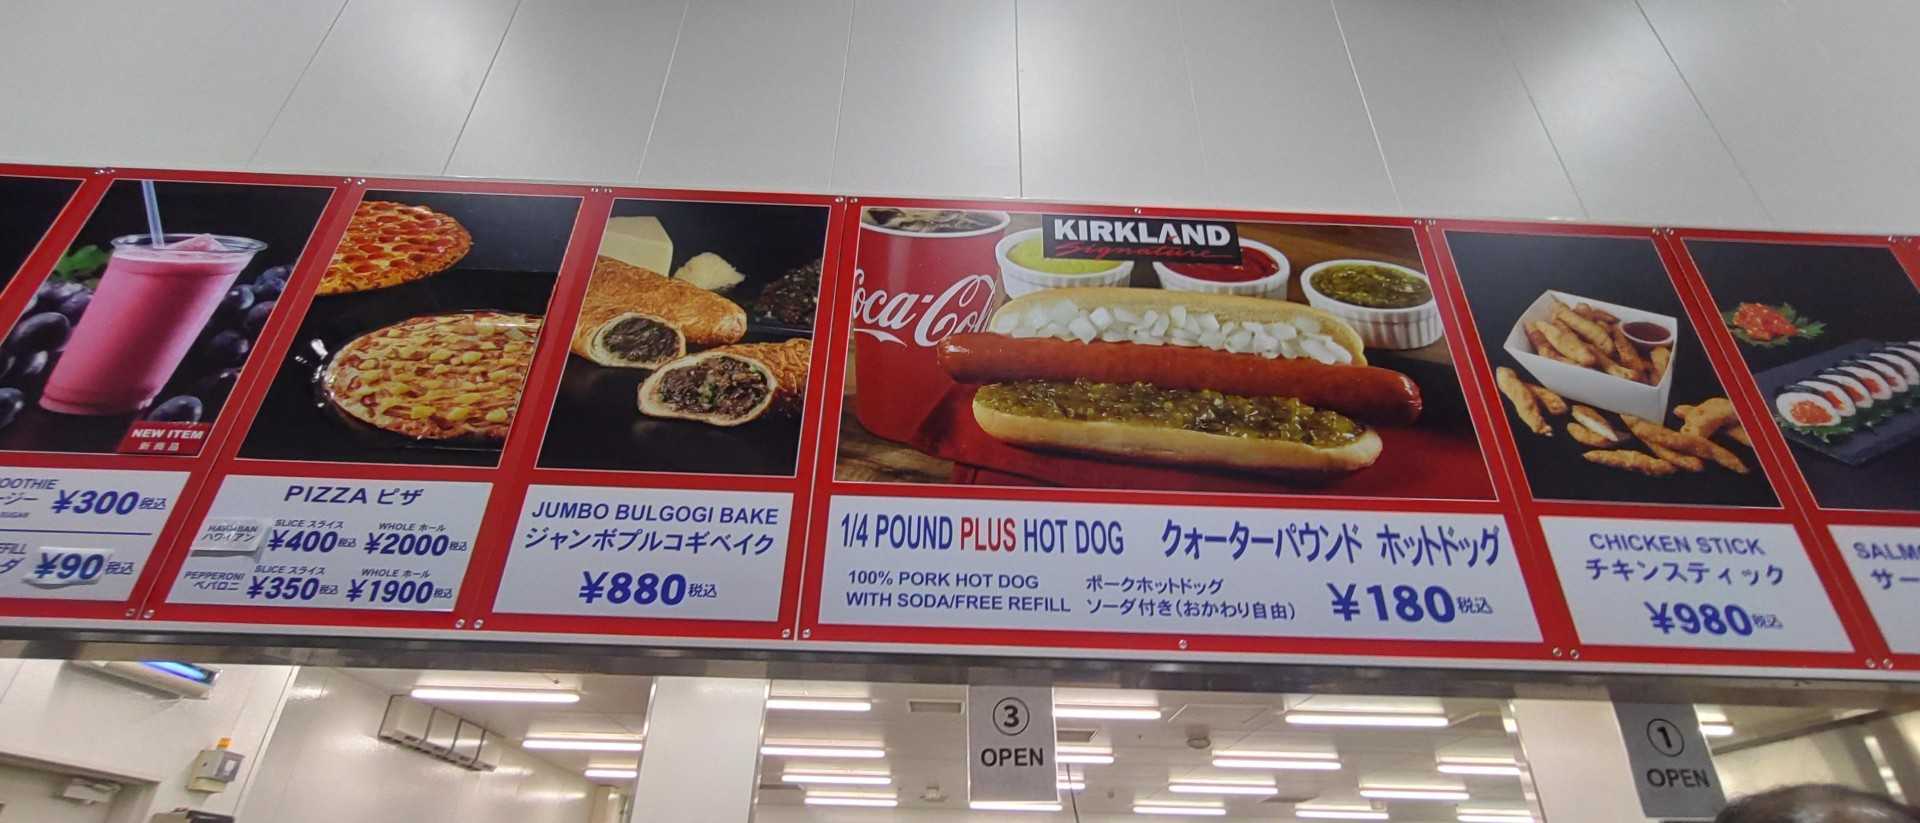 NEW ITEM
新商品
OOTHIE
ージー
SUGAR
¥300税込
EFILL
ダ
¥90税込
PIZZA ピザ
ハワイアン
SLICE スライス
¥400税込
WHOLE ホール
¥2000税込
PEPPERONI
ペパロニ
SLICE スライス
¥350税込
WHOLE ホール
¥1900税込
JUMBO BULGOGI BAKE
ジャンボプルコギベイク
¥880税込
KIRKLAND
Signature
oca-Col
1/4 POUND PLUS HOT DOG クォーターパウンド ホットドッグ
100% PORK HOT DOG
WITH SODA/FREE REFILL
ポークホットドッグ
ソーダ付き(おかわり自由)
¥180税込
CHICKEN STICK
チキンスティック
¥980税込
SALM
サー
3
OPEN
1
OPEN